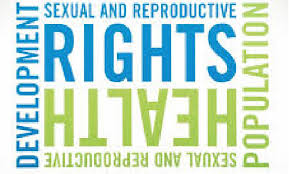 DEVELOPMENT
SEXUAL AND REPRODUCTIVE
RIGHTS
HEALTH
SEXUAL AND REPRODUCTIVE
POPULATION